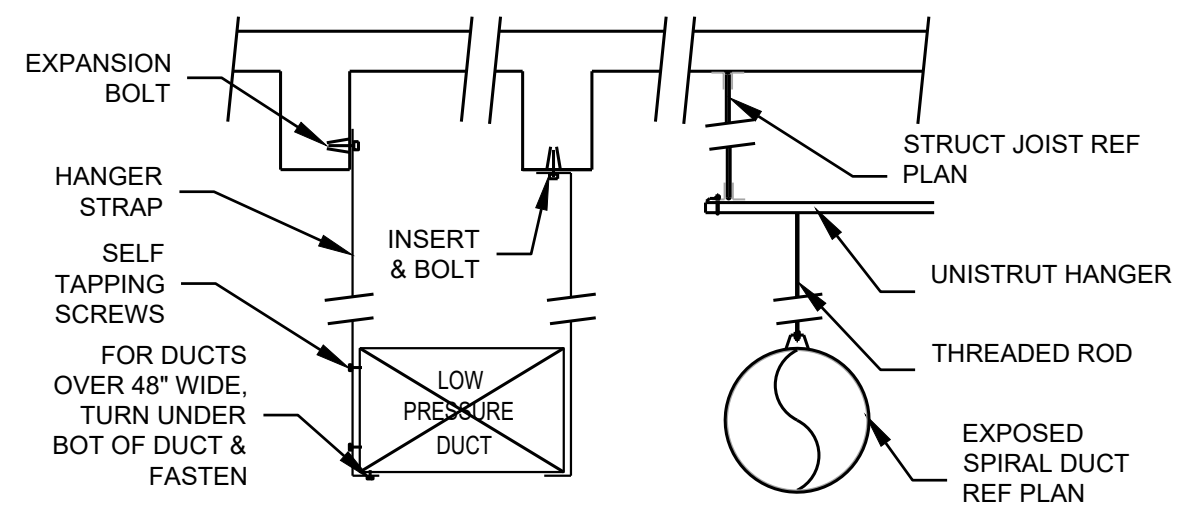 EXPANSION
BOLT
HANGER
STRAP
SELF
TAPPING
SCREWS
FOR DUCTS
OVER 48" WIDE,
TURN UNDER
BOT OF DUCT &
FASTEN
INSERT
& BOLT
LOW
PRESSURE
DUCT
STRUCT JOIST REF
PLAN
UNISTRUT HANGER
THREADED ROD
EXPOSED
SPIRAL DUCT
REF PLAN